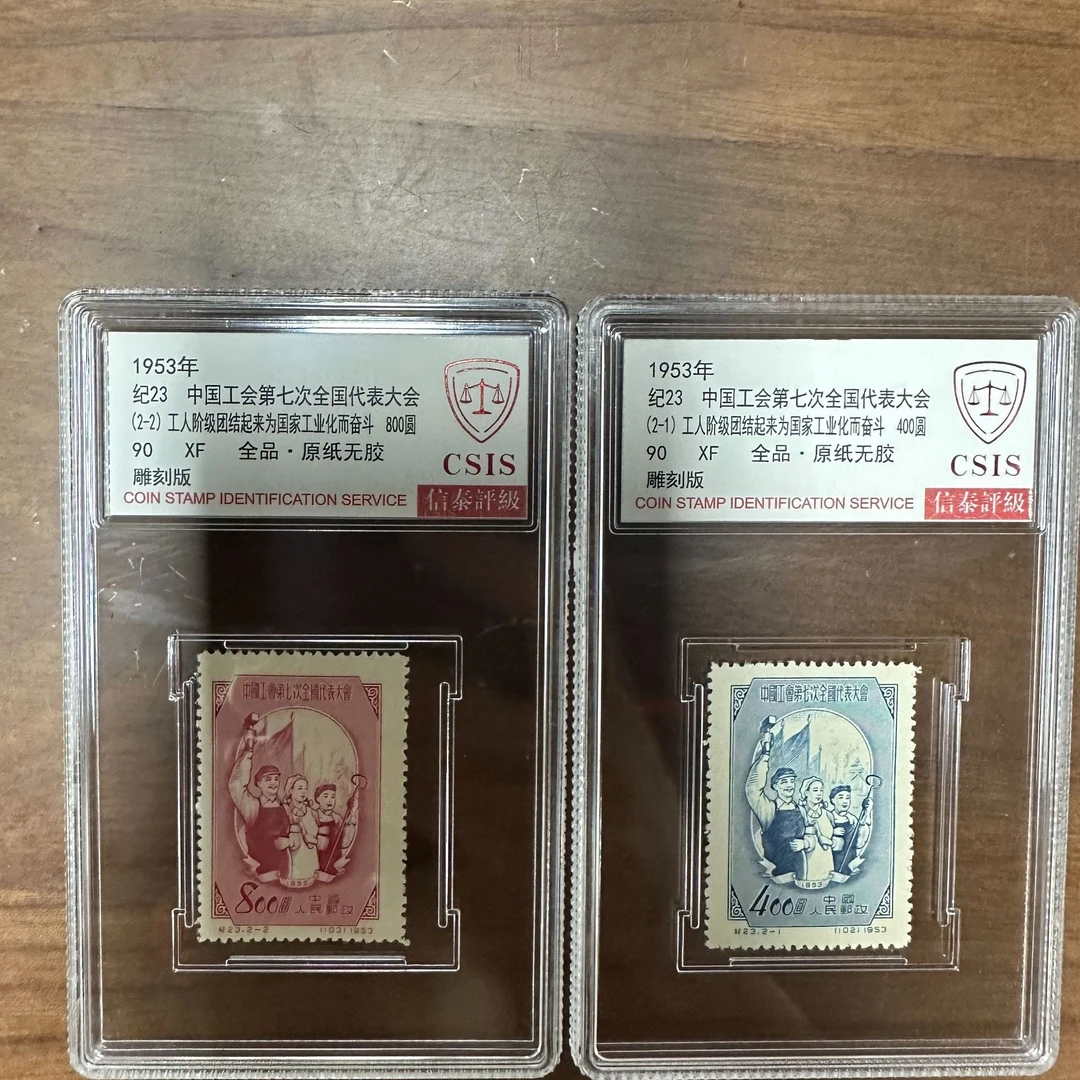 1953年
纪23 中国工会第七次全国代表大会
(2-2) 工人阶级团结起来为国家工业化而奋斗 800圆
90 XF 全品·原纸无胶
雕刻版
CSIS
COIN STAMP IDENTIFICATION SERVICE 信泰評級
中國工會第七次全國代表大會
1953
800圓 中國人民郵政
紀23.2-2 (103)1953
1953年
纪23 中国工会第七次全国代表大会
(2-1) 工人阶级团结起来为国家工业化而奋斗 400圆
90 XF 全品·原纸无胶
雕刻版
CSIS
COIN STAMP IDENTIFICATION SERVICE 信泰評級
中國工會第七次全國代表大會
1953
400圓 中國人民郵政
紀23.2-1 (102)1953